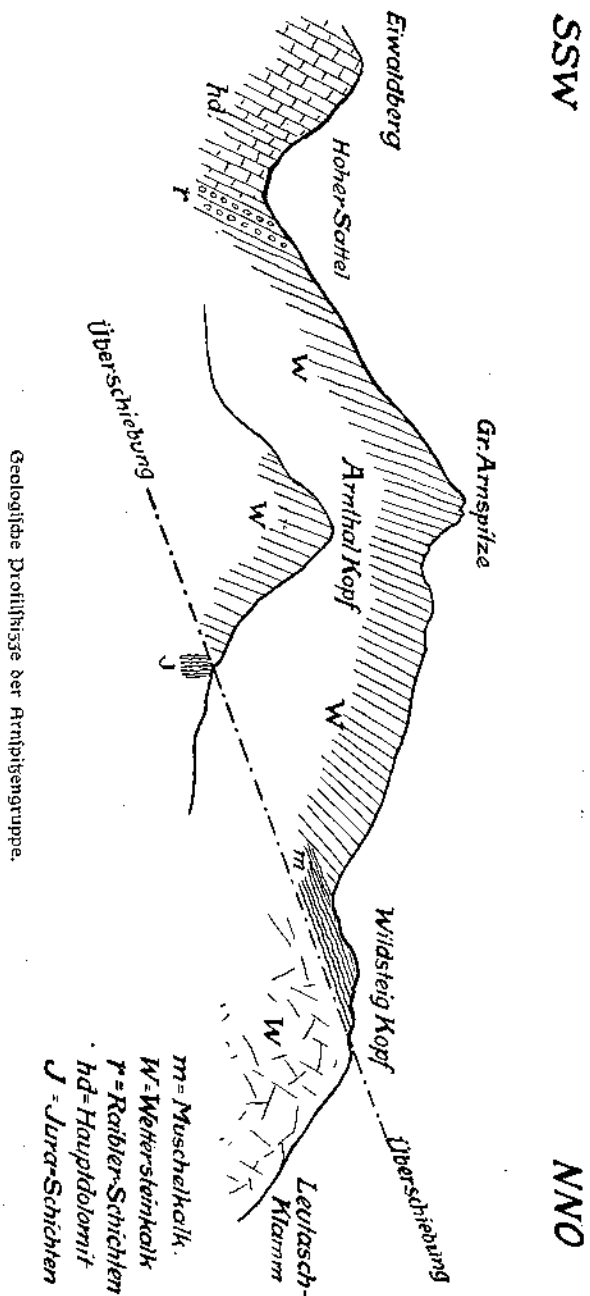 SSW
NNO
Eiwaldberg
Hoher Sattel
Gr. Arnspitze
Wildsteig Kopf
Überschiebung
Leutasch-
Klamm
hd.
r
W
Arnthal Kopf
W
W
m
W
J
Überschiebung
m = Muschelkalk.
W = Wettersteinkalk
r = Raibler-Schichten
hd = Hauptdolomit
J = Jura-Schichten
Geologische Profilskizze der Arnspitzengruppe.